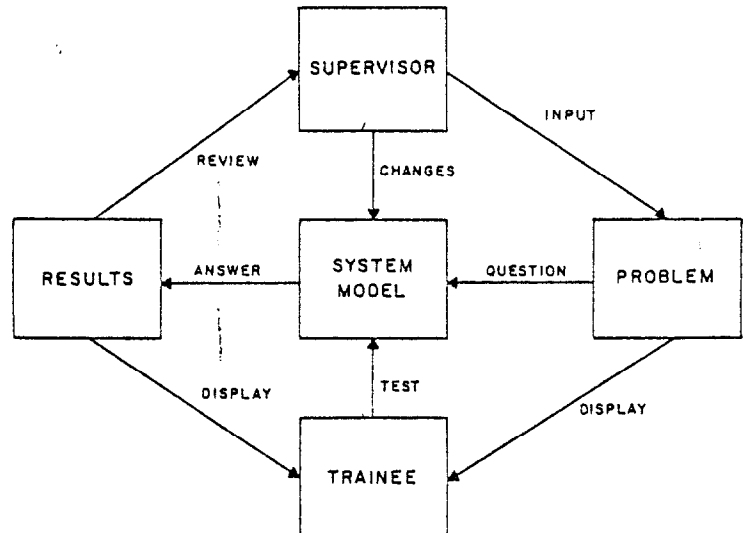 SUPERVISOR
INPUT
REVIEW
CHANGES
RESULTS
ANSWER
SYSTEM
MODEL
QUESTION
PROBLEM
DISPLAY
TEST
DISPLAY
TRAINEE